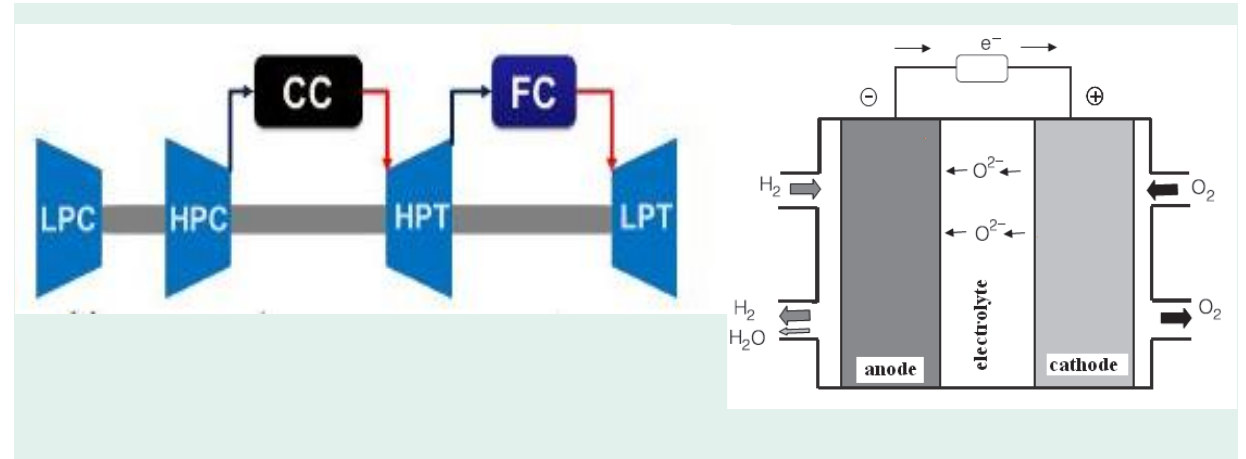 CC
FC
LPC
HPC
HPT
LPT
e⁻
⊖
⊕
H₂
O²⁻
O₂
O²⁻
electrolyte
H₂
H₂O
O₂
anode
cathode